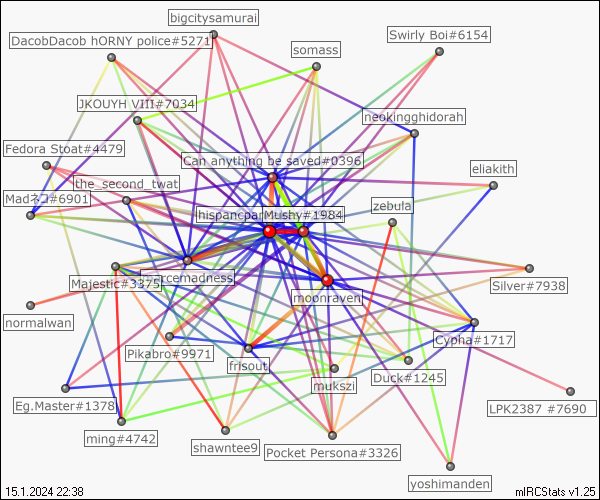 bigcitysamurai
DacobDacob hORNY police#5271
Swirly Boi#6154
somass
JKOUYH VIII#7034
neokingghidorah
Fedora Stoat#4479
Can anything be saved#0396
eliakith
the_second_twat
Madネコ#6901
zebula
hispancpar
Mushy#1984
rcemadness
Majestic#3375
Silver#7938
moonraven
normalwan
Cypha#1717
Pikabro#9971
frisout
Duck#1245
mukszi
Eg.Master#1378
LPK2387 #7690
ming#4742
shawntee9
Pocket Persona#3326
yoshimanden
15.1.2024 22:38
mIRCStats v1.25